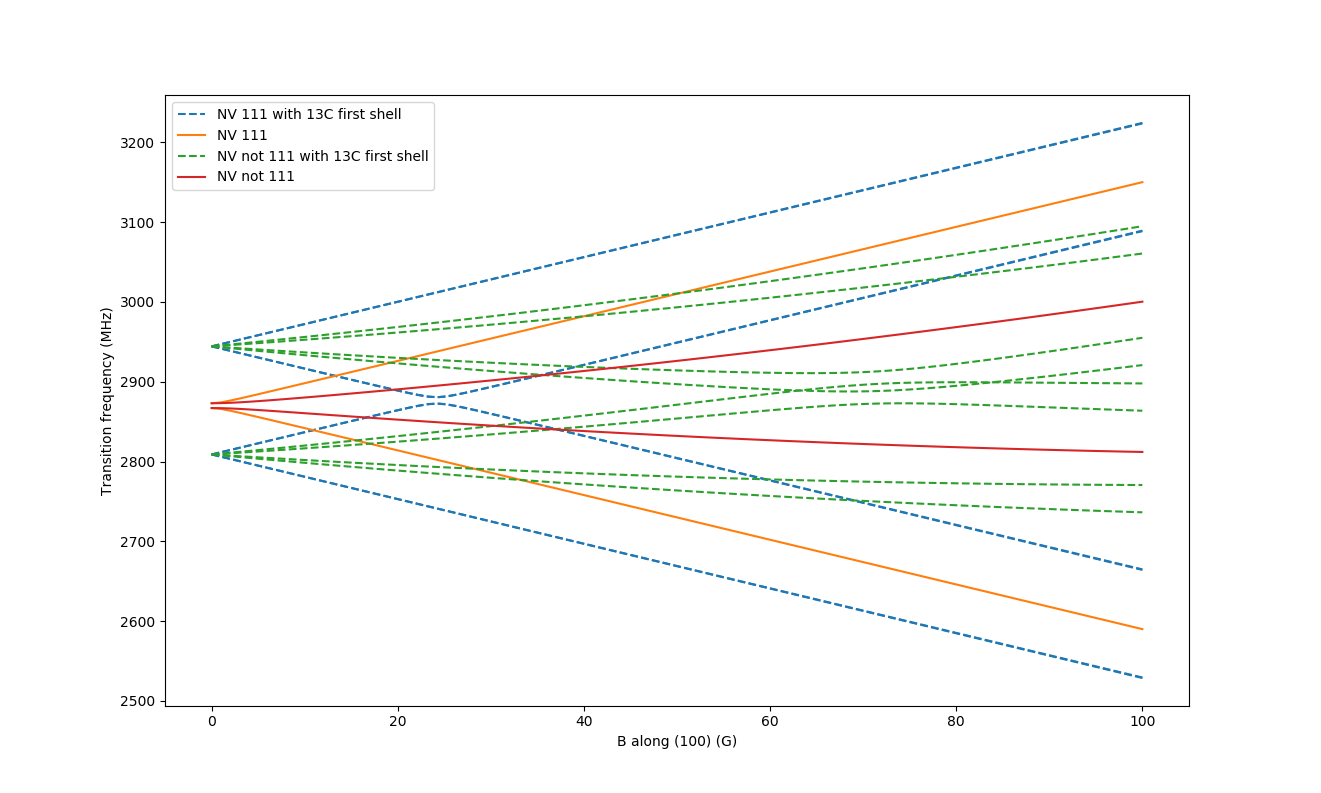 NV 111 with 13C first shell
NV 111
NV not 111 with 13C first shell
NV not 111
Transition frequency (MHz)
3200
3100
3000
2900
2800
2700
2600
2500
0 20 40 60 80 100
B along (100) (G)